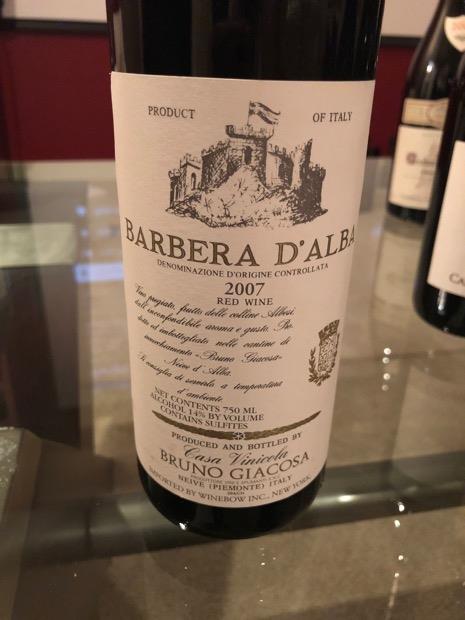 PRODUCT OF ITALY
BARBERA D'ALBA
DENOMINAZIONE D'ORIGINE CONTROLLATA
2007
RED WINE
Vino pregiato, frutto delle colline Albesi
dall'inconfondibile aroma e gusto. Pro-
dotto ed imbottigliato nelle cantine di
invecchiamento «Bruno Giacosa»
Neive d'Alba.
Si consiglia di servirlo a temperatura
d'ambiente
NET CONTENTS 750 ML
ALCOHOL 14% BY VOLUME
CONTAINS SULFITES
PRODUCED AND BOTTLED BY
Casa Vinicola
BRUNO GIACOSA
NEIVE (PIEMONTE) ITALY
IMPORTED BY WINEBOW INC., NEW YORK
CA